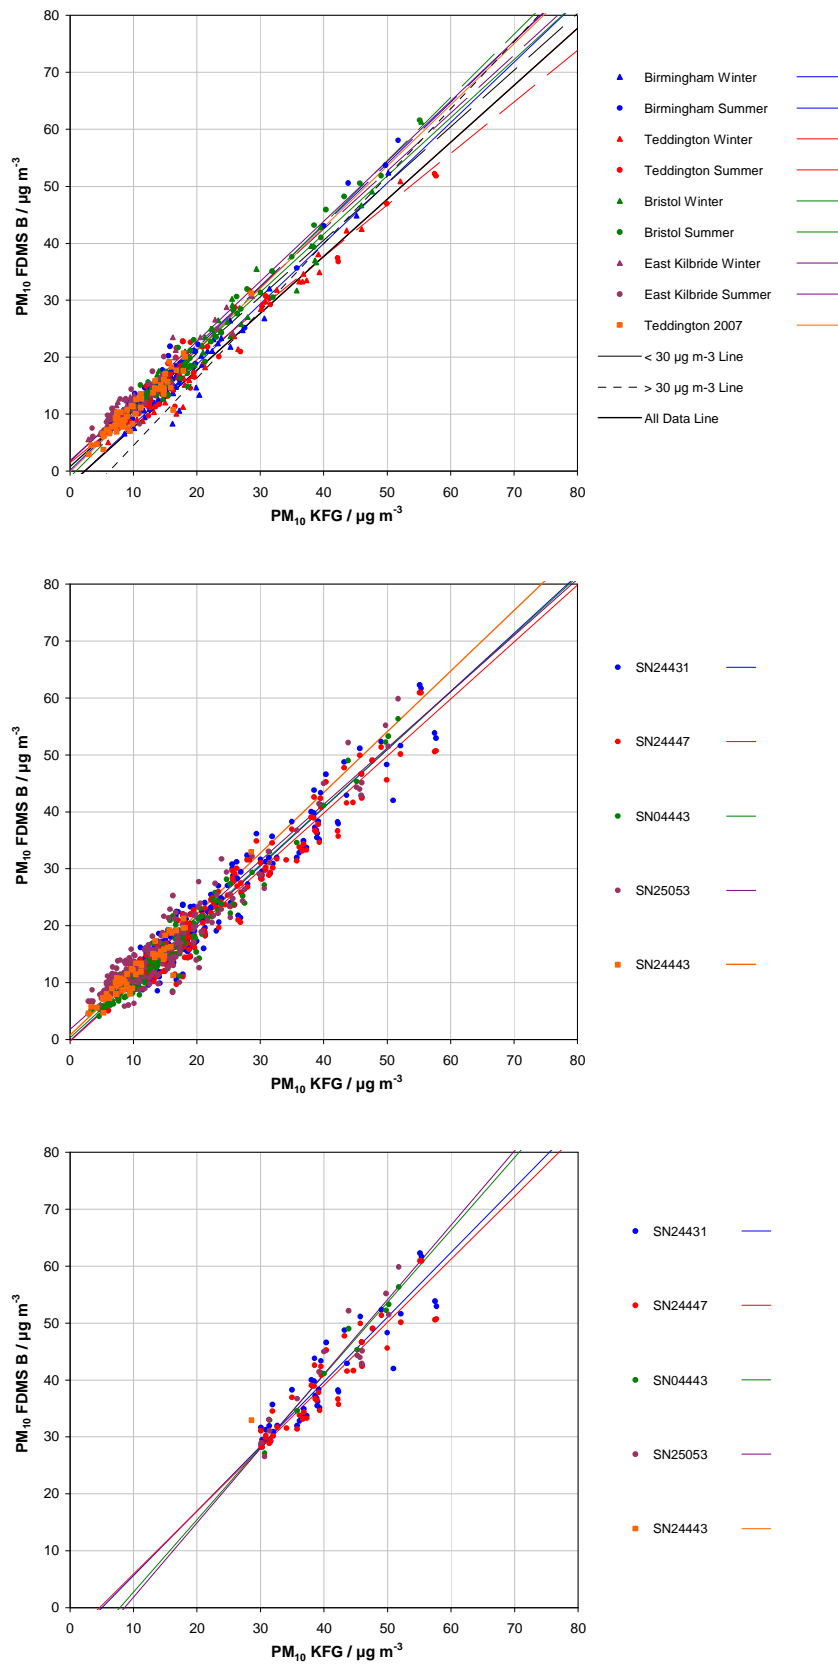 80
70
60
50
40
30
20
10
0
PM₁₀ FDMS B / µg m⁻³
0 10 20 30 40 50 60 70 80
PM₁₀ KFG / µg m⁻³
Birmingham Winter
Birmingham Summer
Teddington Winter
Teddington Summer
Bristol Winter
Bristol Summer
East Kilbride Winter
East Kilbride Summer
Teddington 2007
< 30 µg m-3 Line
> 30 µg m-3 Line
All Data Line
80
70
60
50
40
30
20
10
0
PM₁₀ FDMS B / µg m⁻³
0 10 20 30 40 50 60 70 80
PM₁₀ KFG / µg m⁻³
SN24431
SN24447
SN04443
SN25053
SN24443
80
70
60
50
40
30
20
10
0
PM₁₀ FDMS B / µg m⁻³
0 10 20 30 40 50 60 70 80
PM₁₀ KFG / µg m⁻³
SN24431
SN24447
SN04443
SN25053
SN24443